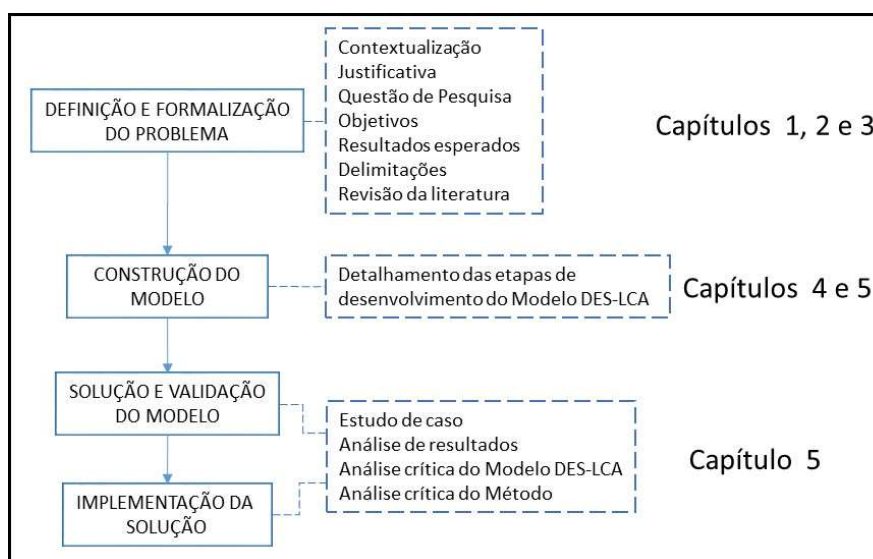 DEFINIÇÃO E FORMALIZAÇÃO
DO PROBLEMA
Contextualização
Justificativa
Questão de Pesquisa
Objetivos
Resultados esperados
Delimitações
Revisão da literatura
Capítulos 1, 2 e 3
CONSTRUÇÃO DO
MODELO
Detalhamento das etapas de
desenvolvimento do Modelo DES-LCA
Capítulos 4 e 5
SOLUÇÃO E VALIDAÇÃO
DO MODELO
Estudo de caso
Análise de resultados
Análise crítica do Modelo DES-LCA
Análise crítica do Método
Capítulo 5
IMPLEMENTAÇÃO DA
SOLUÇÃO